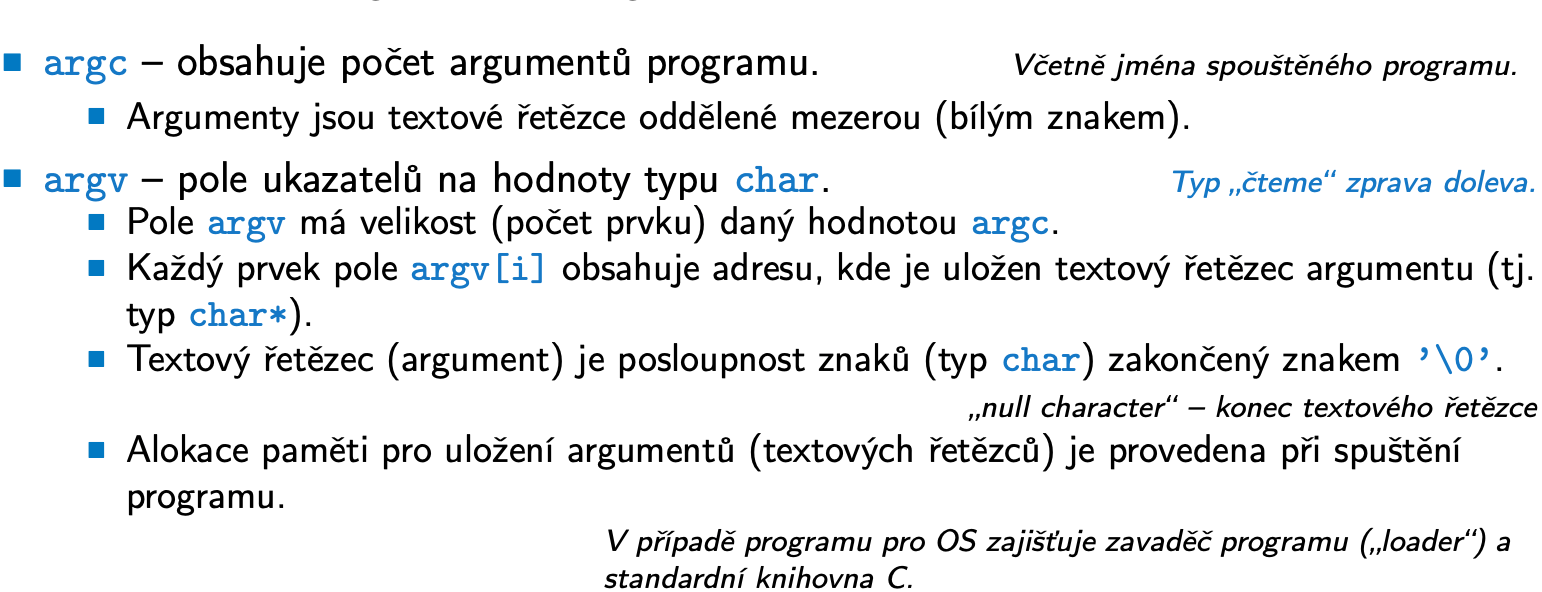 argc – obsahuje počet argumentů programu. Včetně jména spouštěného programu.
Argumenty jsou textové řetězce oddělené mezerou (bílým znakem).
argv – pole ukazatelů na hodnoty typu char. Typ „čteme“ zprava doleva.
Pole argv má velikost (počet prvku) daný hodnotou argc.
Každý prvek pole argv[i] obsahuje adresu, kde je uložen textový řetězec argumentu (tj.
typ char*).
Textový řetězec (argument) je posloupnost znaků (typ char) zakončený znakem ’\0’.
„null character“ – konec textového řetězce
Alokace paměti pro uložení argumentů (textových řetězců) je provedena při spuštění
programu.
V případě programu pro OS zajišťuje zavaděč programu („loader“) a
standardní knihovna C.